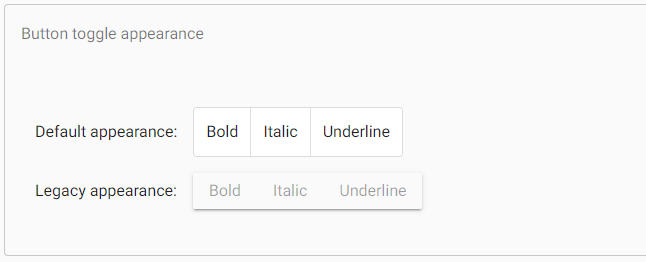 Button toggle appearance
Default appearance: Bold Italic Underline
Legacy appearance: Bold Italic Underline